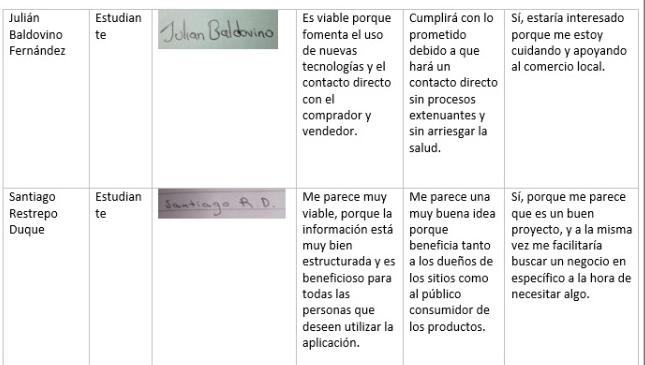 Julián
Baldovino
Fernández
Estudian
te
Julian Baldovino
Es viable porque
fomenta el uso
de nuevas
tecnologías y el
contacto directo
con el
comprador y
vendedor.
Cumplirá con lo
prometido
debido a que
hará un
contacto directo
sin procesos
extenuantes y
sin arriesgar la
salud.
Sí, estaría interesado
porque me estoy
cuidando y apoyando
al comercio local.
Santiago
Restrepo
Duque
Estudian
te
Santiago R.D.
Me parece muy
viable, porque la
información está
muy bien
estructurada y es
beneficioso para
todas las
personas que
deseen utilizar la
aplicación.
Me parece una
muy buena idea
porque
beneficia tanto
a los dueños de
los sitios como
al público
consumidor de
los productos.
Sí, porque me parece
que es un buen
proyecto, y a la misma
vez me facilitaría
buscar un negocio en
específico a la hora de
necesitar algo.